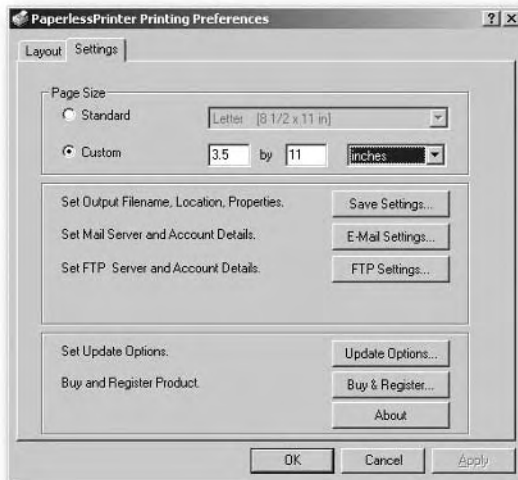 PaperlessPrinter Printing Preferences
Layout Settings
Page Size
Standard Letter (8 1/2 x 11 in)
Custom 3.5 by 11 inches
Set Output Filename, Location, Properties. Save Settings...
Set Mail Server and Account Details. E-Mail Settings...
Set FTP Server and Account Details. FTP Settings...
Set Update Options. Update Options...
Buy and Register Product. Buy & Register...
About
OK Cancel Apply